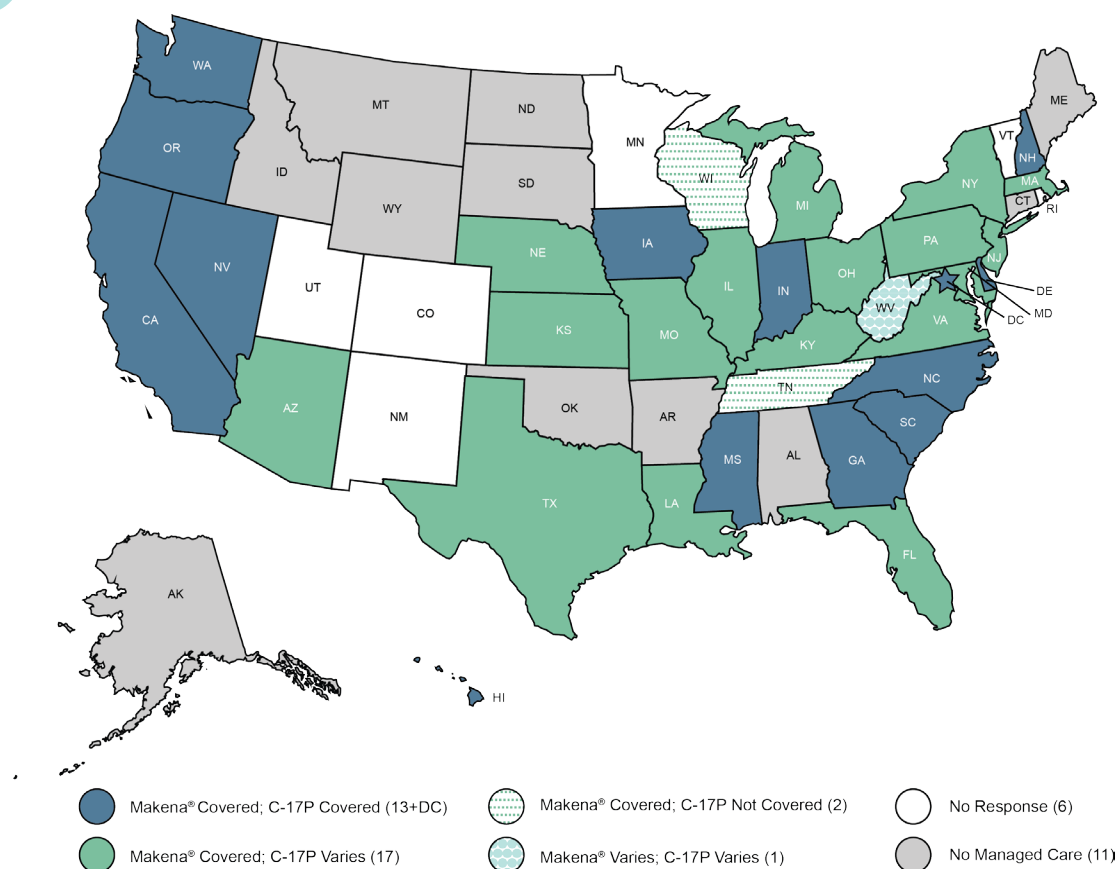 WA
MT
ND
MN
ME
VT
OR
NH
ID
SD
WI
NY
MA
WY
MI
CT
RI
IA
PA
NE
NV
OH
NJ
UT
IL
IN
DE
CO
WV
MD
CA
VA
DC
KS
MO
KY
TN
NC
AZ
NM
OK
AR
SC
MS
AL
GA
TX
LA
FL
AK
HI
Makena® Covered; C-17P Covered (13+DC)
Makena® Covered; C-17P Not Covered (2)
No Response (6)
Makena® Covered; C-17P Varies (17)
Makena® Varies; C-17P Varies (1)
No Managed Care (11)